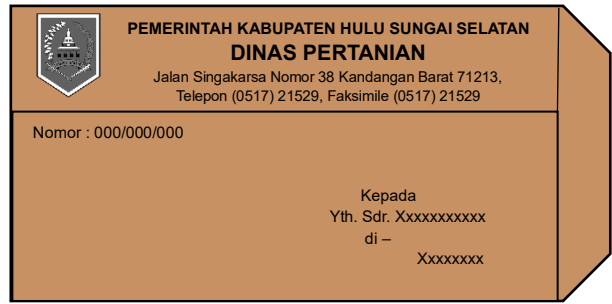 PEMERINTAH KABUPATEN HULU SUNGAI SELATAN
DINAS PERTANIAN
Jalan Singakarsa Nomor 38 Kandangan Barat 71213,
Telepon (0517) 21529, Faksimile (0517) 21529
Nomor : 000/000/000
Kepada
Yth. Sdr. Xxxxxxxxxxx
di –
Xxxxxxxx